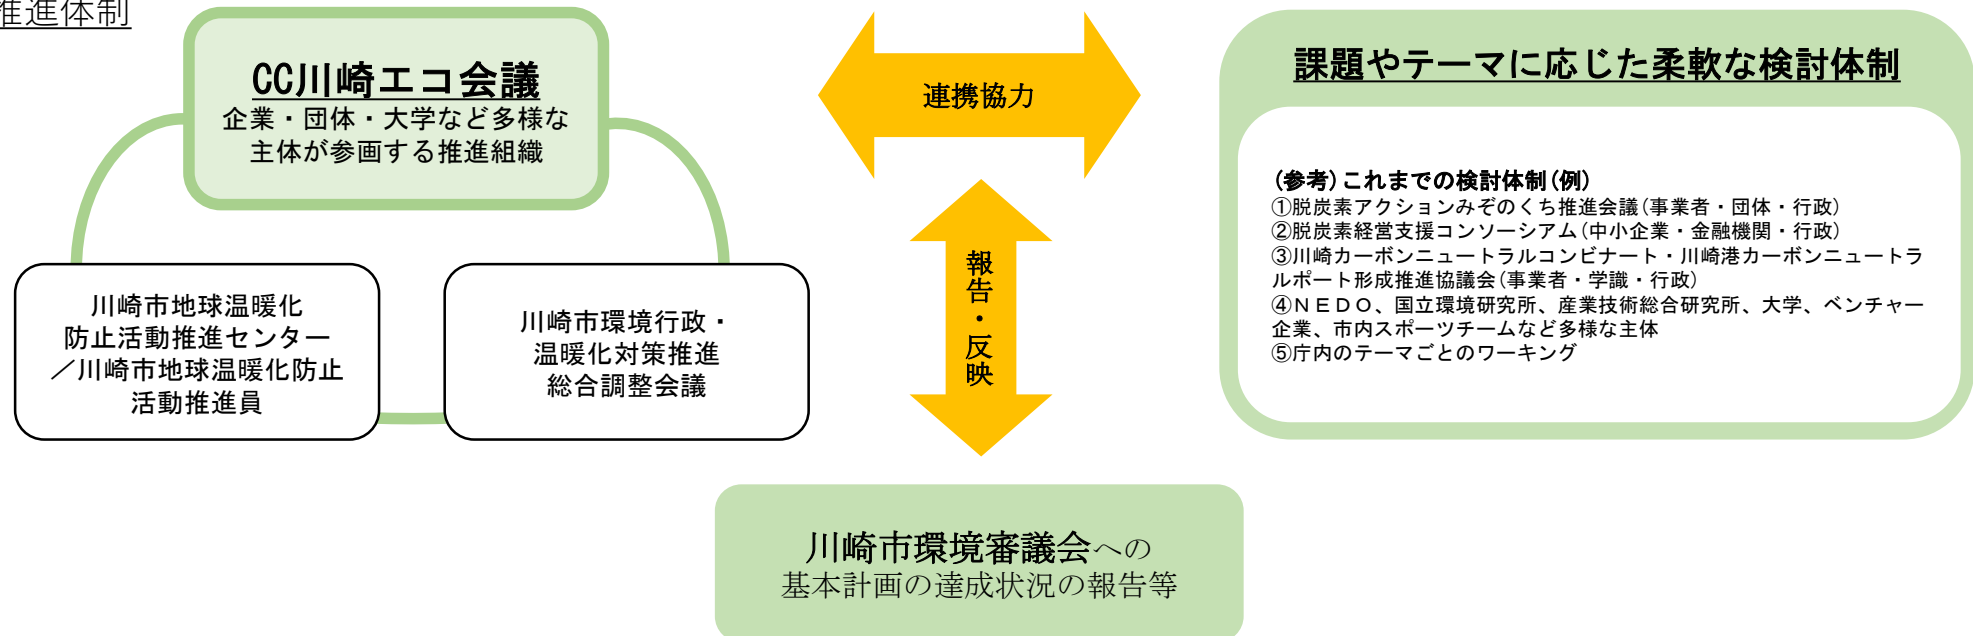 推進体制
CC川崎エコ会議
企業・団体・大学など多様な
主体が参画する推進組織
川崎市地球温暖化
防止活動推進センター
／川崎市地球温暖化防止
活動推進員
川崎市環境行政・
温暖化対策推進
総合調整会議
連携協力
報告・反映
課題やテーマに応じた柔軟な検討体制
(参考)これまでの検討体制(例)
①脱炭素アクションみぞのくち推進会議(事業者・団体・行政)
②脱炭素経営支援コンソーシアム(中小企業・金融機関・行政)
③川崎カーボンニュートラルコンビナート・川崎港カーボンニュートラ
ルポート形成推進協議会(事業者・学識・行政)
④ＮＥＤＯ、国立環境研究所、産業技術総合研究所、大学、ベンチャー
企業、市内スポーツチームなど多様な主体
⑤庁内のテーマごとのワーキング
川崎市環境審議会への
基本計画の達成状況の報告等